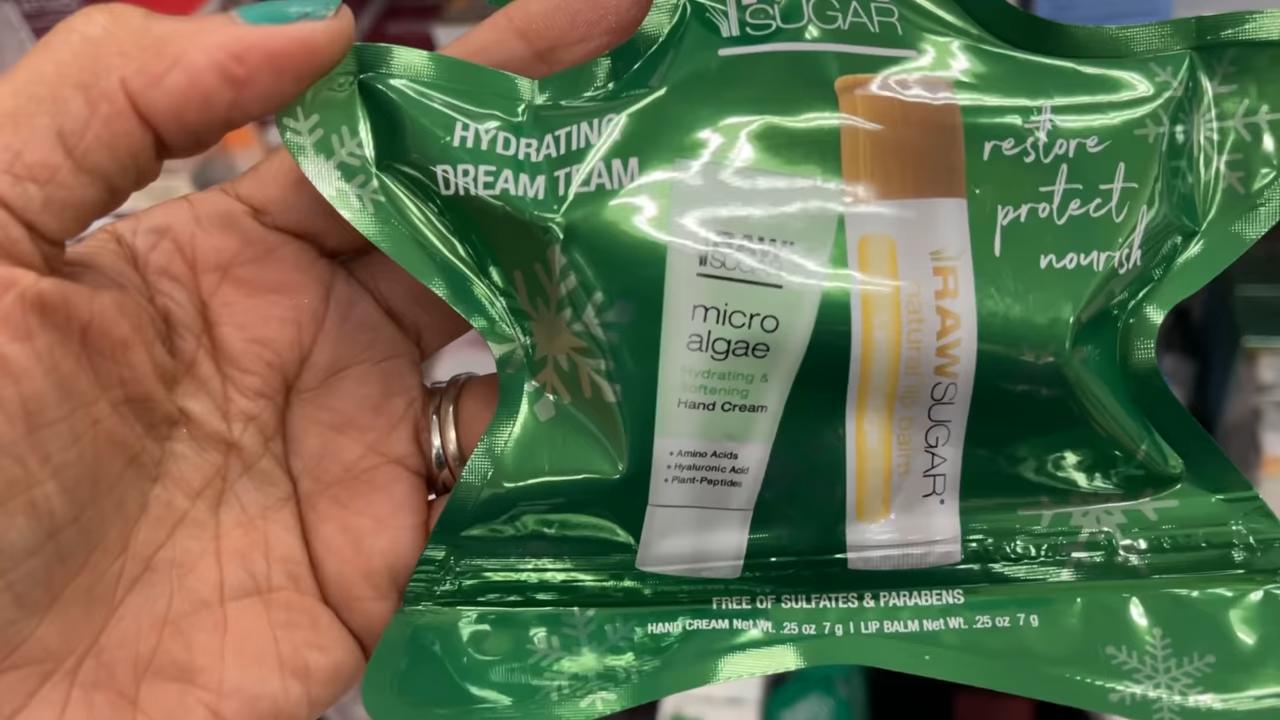 SUGAR
HYDRATING
DREAM TEAM
restore
protect
nourish
RAW
SUGAR
micro
algae
Hydrating &
softening
Hand Cream
• Amino Acids
• Hyaluronic Acid
• Plant-Peptides
RAWSUGAR
natural lip balm
FREE OF SULFATES & PARABENS
HAND CREAM Net Wt. .25 oz 7 g I LIP BALM Net Wt. .25 oz 7 g